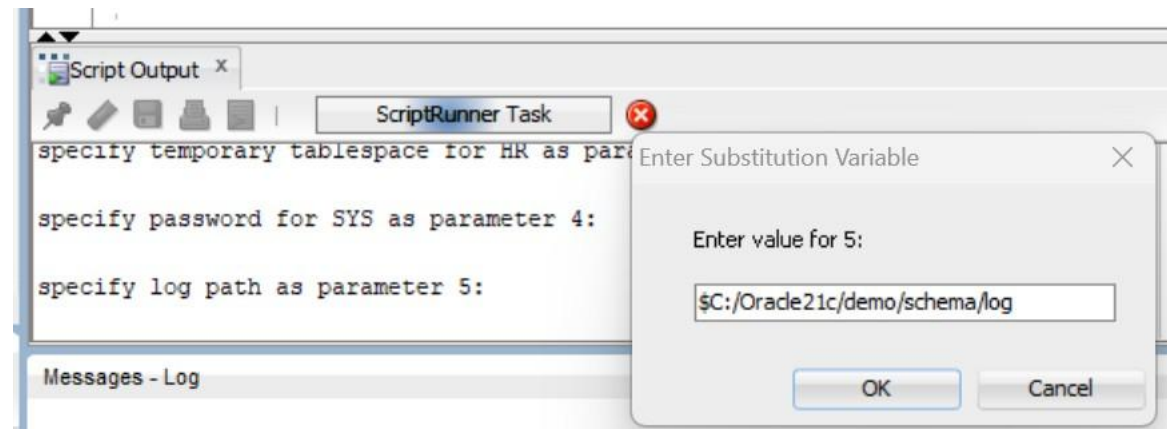 Script Output x
ScriptRunner Task
specify temporary tablespace for HR as para
Enter Substitution Variable
specify password for SYS as parameter 4:
Enter value for 5:
specify log path as parameter 5:
$C:/Oracle21c/demo/schema/log
Messages - Log
OK
Cancel